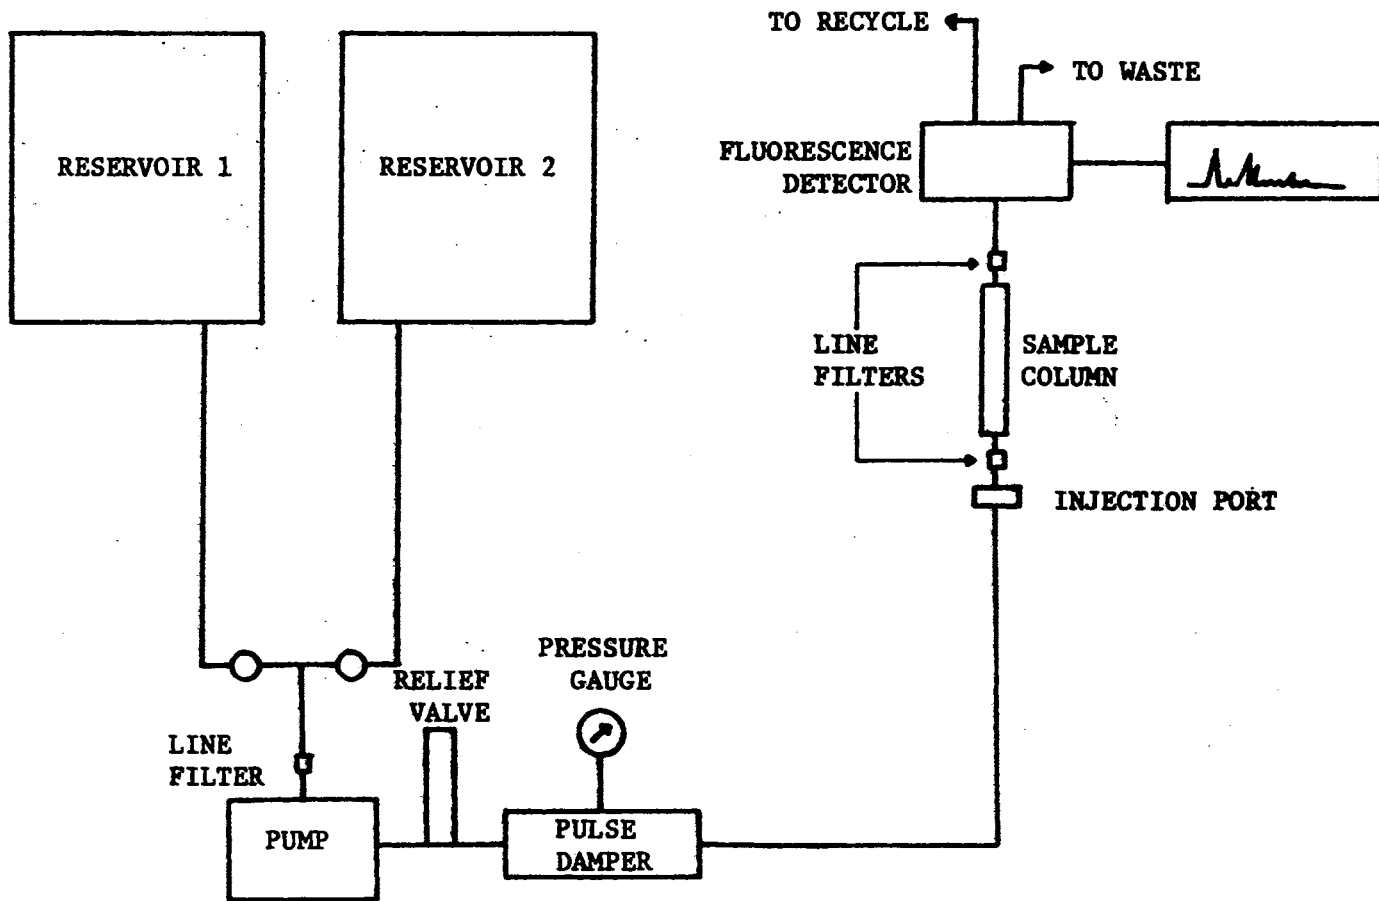 TO RECYCLE
TO WASTE
RESERVOIR 1
RESERVOIR 2
FLUORESCENCE
DETECTOR
LINE
FILTERS
SAMPLE
COLUMN
INJECTION PORT
PRESSURE
GAUGE
RELIEF
VALVE
LINE
FILTER
PUMP
PULSE
DAMPER